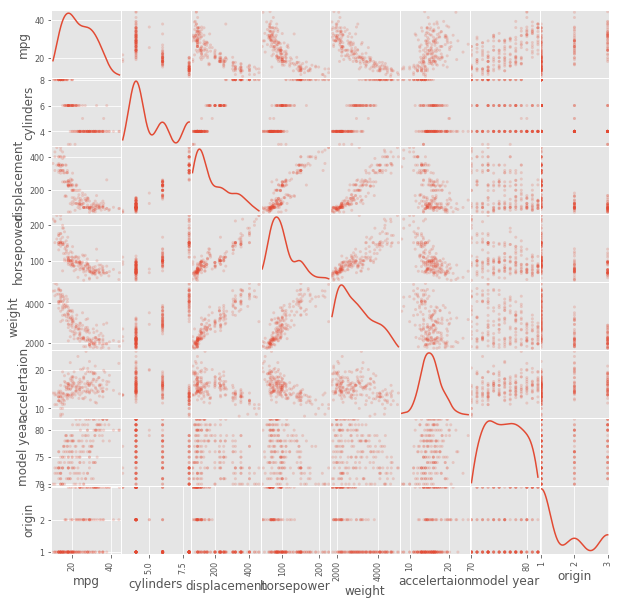 mpg
40
20
cylinders
8
6
4
displacement
400
200
horsepower
200
100
weight
4000
2000
accelertaion
20
10
model year
80
75
70
origin
3
2
1
20
40
5.0
7.5
200
400
100
200
2000
4000
10
20
70
80
1
2
3
mpg
cylinders
displacement
horsepower
weight
accelertaion
model year
origin